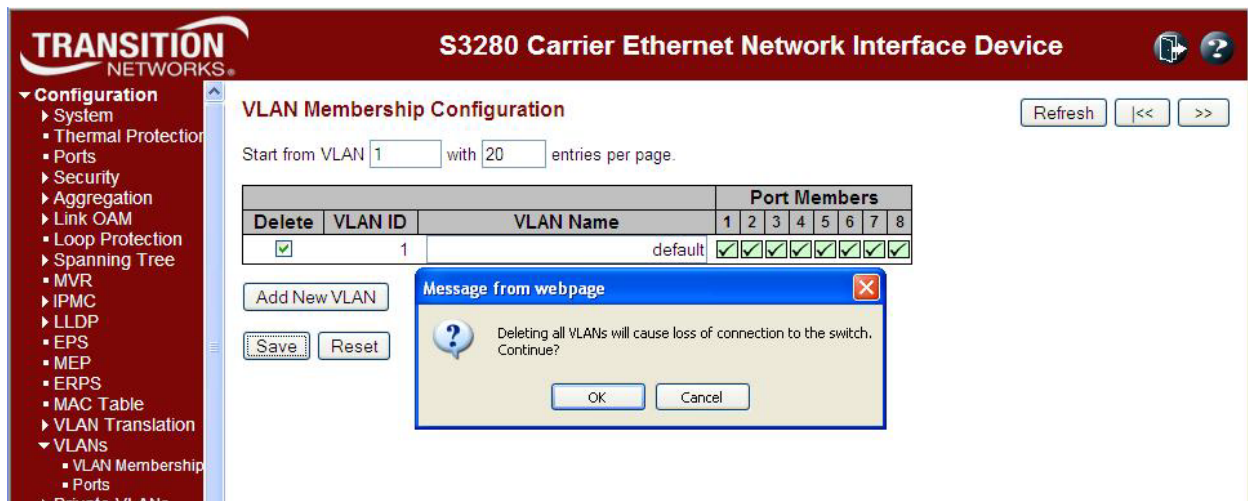 TRANSITION
NETWORKS®
S3280 Carrier Ethernet Network Interface Device
?
Configuration
System
Thermal Protection
Ports
Security
Aggregation
Link OAM
Loop Protection
Spanning Tree
MVR
IPMC
LLDP
EPS
MEP
ERPS
MAC Table
VLAN Translation
VLANs
VLAN Membership
Ports
Private VLANs
VLAN Membership Configuration
Refresh |<< >>
Start from VLAN 1 with 20 entries per page.
Port Members
Delete VLAN ID VLAN Name 1 2 3 4 5 6 7 8
1 default
Add New VLAN
Save Reset
Message from webpage
Deleting all VLANs will cause loss of connection to the switch.
Continue?
OK Cancel